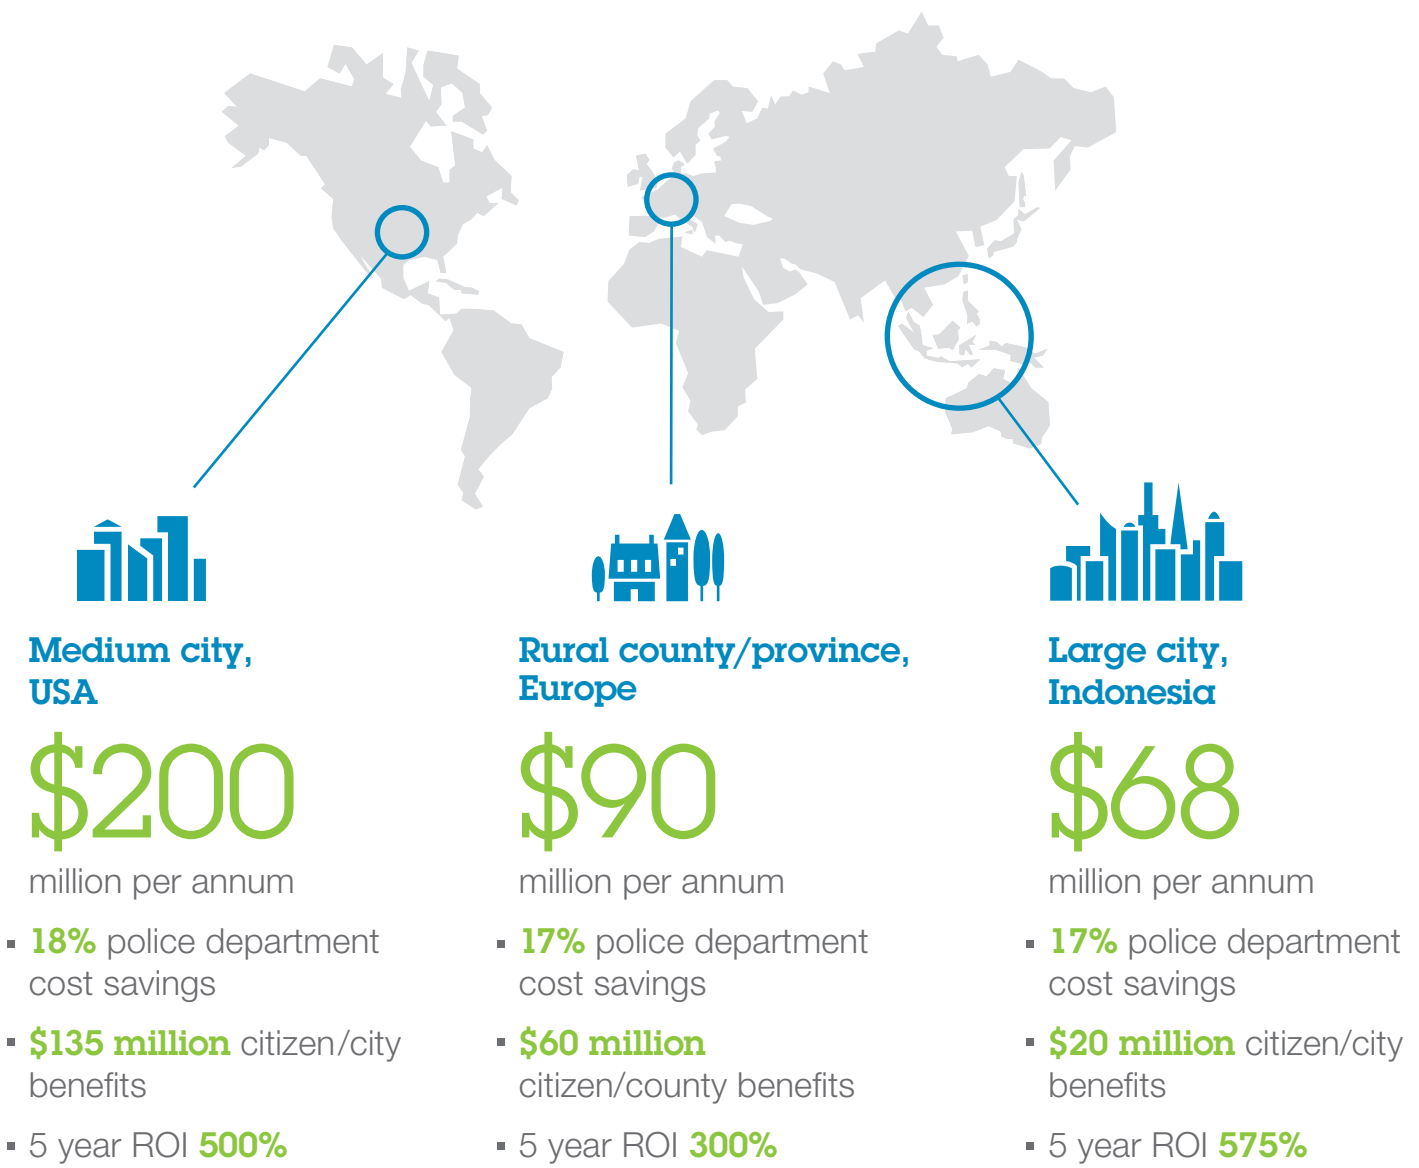 Medium city,
USA
$200
million per annum
▪ 18% police department
cost savings
▪ $135 million citizen/city
benefits
▪ 5 year ROI 500%
Rural county/province,
Europe
$90
million per annum
▪ 17% police department
cost savings
▪ $60 million
citizen/county benefits
▪ 5 year ROI 300%
Large city,
Indonesia
$68
million per annum
▪ 17% police department
cost savings
▪ $20 million citizen/city
benefits
▪ 5 year ROI 575%